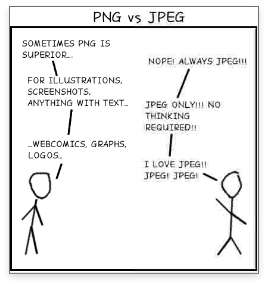 PNG vs JPEG
SOMETIMES PNG IS
SUPERIOR...
FOR ILLUSTRATIONS,
SCREENSHOTS,
ANYTHING WITH TEXT..
..WEBCOMICS, GRAPHS,
LOGOS..
NOPE! ALWAYS JPEG!!!
JPEG ONLY!!! NO
THINKING
REQUIRED!!
I LOVE JPEG!!
JPEG! JPEG!